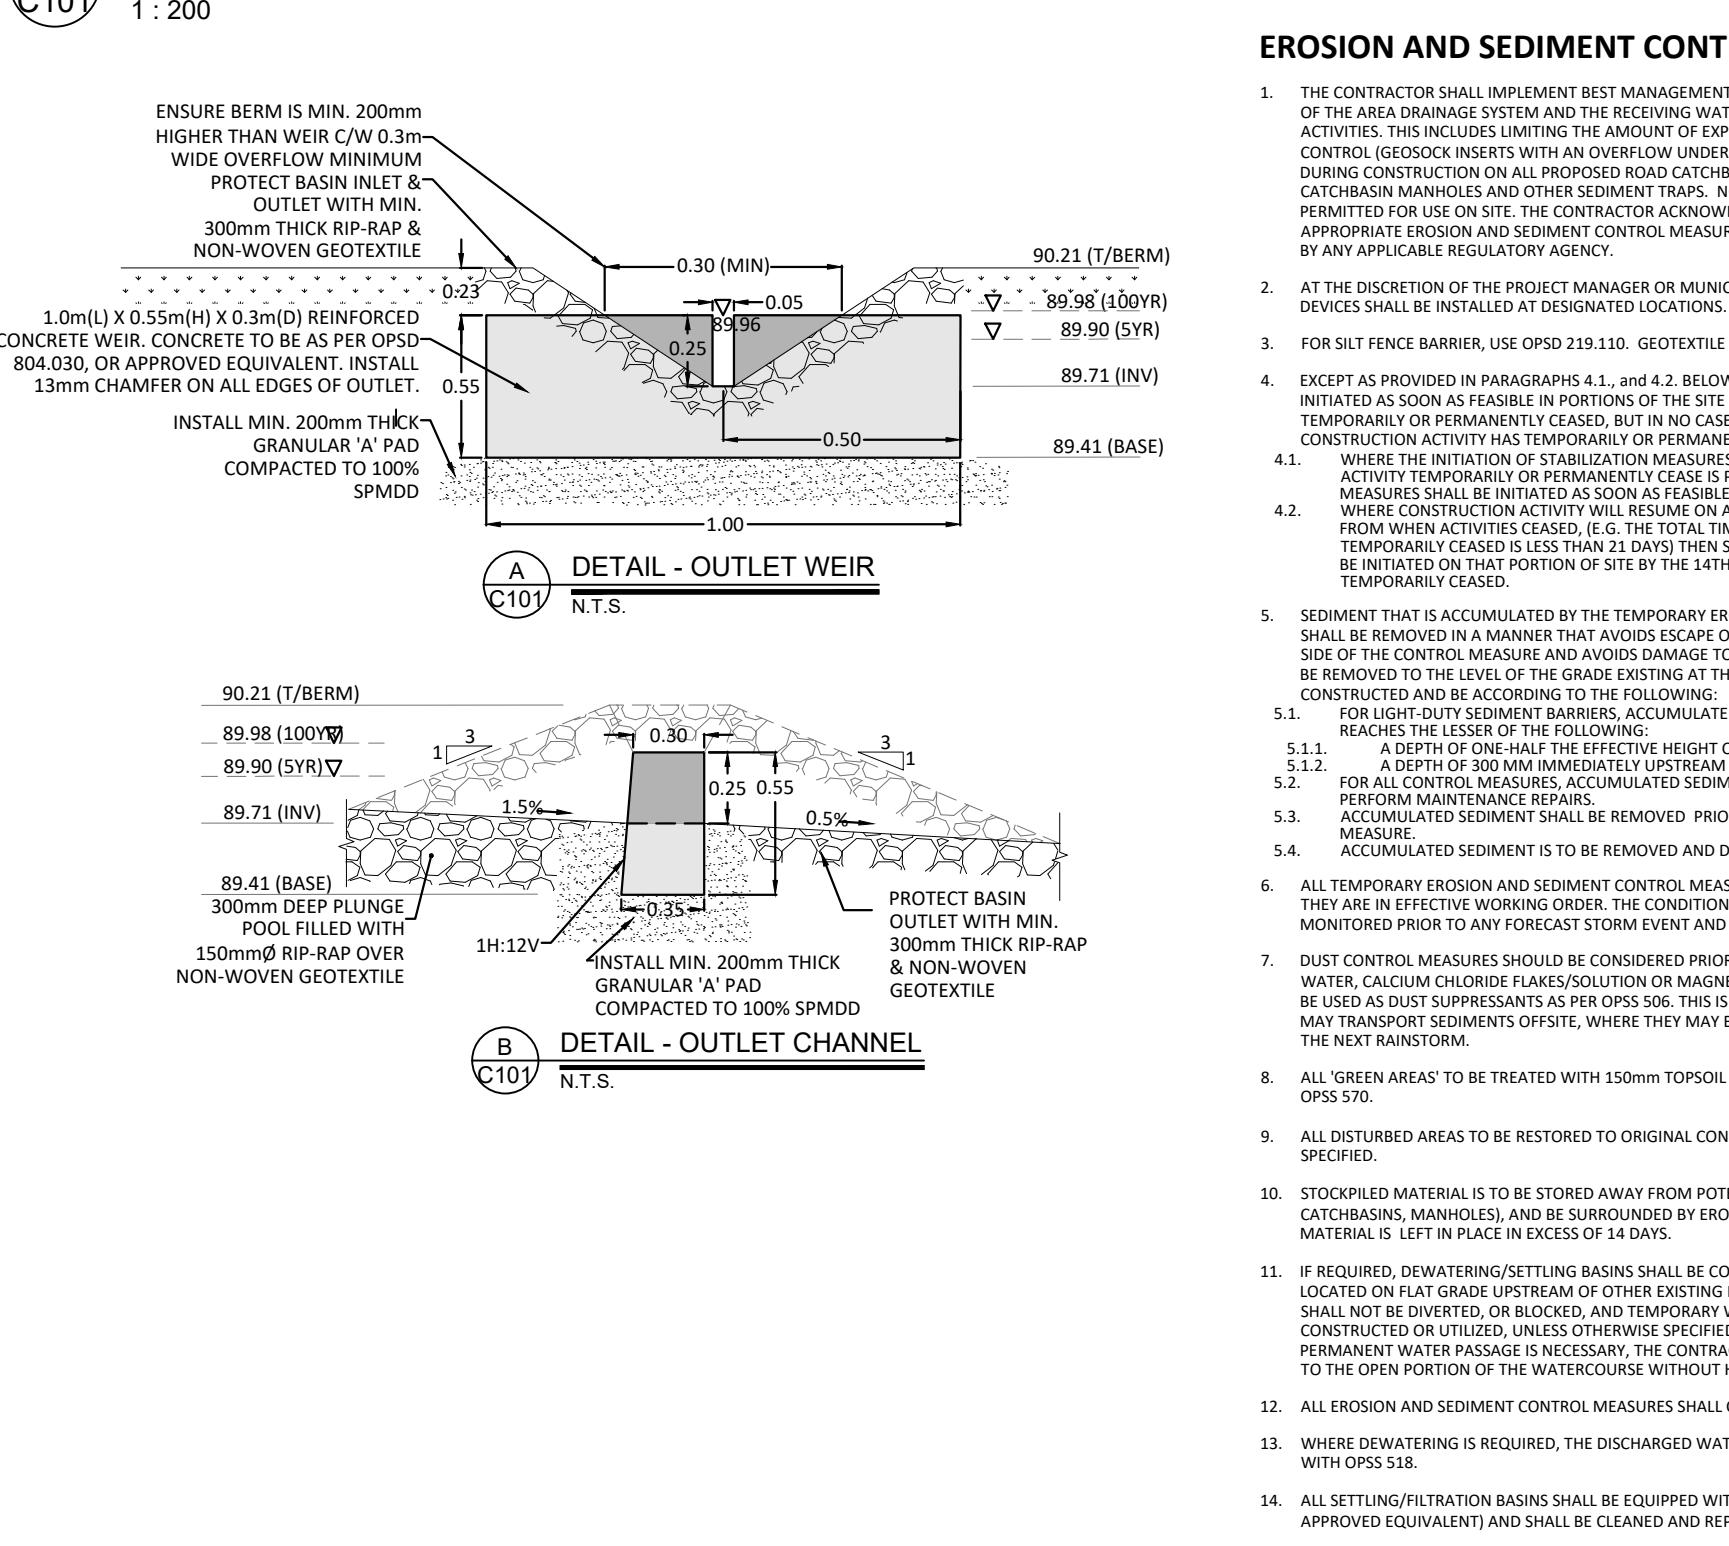 C101
1 : 200
ENSURE BERM IS MIN. 200mm
HIGHER THAN WEIR C/W 0.3m
WIDE OVERFLOW MINIMUM
PROTECT BASIN INLET &
OUTLET WITH MIN.
300mm THICK RIP-RAP &
NON-WOVEN GEOTEXTILE
1.0m(L) X 0.55m(H) X 0.3m(D) REINFORCED
CONCRETE WEIR. CONCRETE TO BE AS PER OPSD
804.030, OR APPROVED EQUIVALENT. INSTALL
13mm CHAMFER ON ALL EDGES OF OUTLET.
INSTALL MIN. 200mm THICK
GRANULAR 'A' PAD
COMPACTED TO 100%
SPMDD
0.23
0.55
0.30 (MIN)
0.05
89.96
0.25
0.50
1.00
90.21 (T/BERM)
89.98 (100YR)
89.90 (5YR)
89.71 (INV)
89.41 (BASE)
A
C101
DETAIL - OUTLET WEIR
N.T.S.
90.21 (T/BERM)
89.98 (100YR)
89.90 (5YR)
89.71 (INV)
89.41 (BASE)
300mm DEEP PLUNGE
POOL FILLED WITH
150mmØ RIP-RAP OVER
NON-WOVEN GEOTEXTILE
3
1
0.30
3
1
0.25 0.55
1.5%
0.5%
0.35
1H:12V
INSTALL MIN. 200mm THICK
GRANULAR 'A' PAD
COMPACTED TO 100% SPMDD
PROTECT BASIN
OUTLET WITH MIN.
300mm THICK RIP-RAP
& NON-WOVEN
GEOTEXTILE
B
C101
DETAIL - OUTLET CHANNEL
N.T.S.
EROSION AND SEDIMENT CONT
1. THE CONTRACTOR SHALL IMPLEMENT BEST MANAGEMENT
OF THE AREA DRAINAGE SYSTEM AND THE RECEIVING WAT
ACTIVITIES. THIS INCLUDES LIMITING THE AMOUNT OF EXP
CONTROL (GEOSOCK INSERTS WITH AN OVERFLOW UNDER
DURING CONSTRUCTION ON ALL PROPOSED ROAD CATCHB
CATCHBASIN MANHOLES AND OTHER SEDIMENT TRAPS. N
PERMITTED FOR USE ON SITE. THE CONTRACTOR ACKNOWL
APPROPRIATE EROSION AND SEDIMENT CONTROL MEASUR
BY ANY APPLICABLE REGULATORY AGENCY.
2. AT THE DISCRETION OF THE PROJECT MANAGER OR MUNIC
DEVICES SHALL BE INSTALLED AT DESIGNATED LOCATIONS.
3. FOR SILT FENCE BARRIER, USE OPSD 219.110. GEOTEXTILE
4. EXCEPT AS PROVIDED IN PARAGRAPHS 4.1., and 4.2. BELOW
INITIATED AS SOON AS FEASIBLE IN PORTIONS OF THE SITE
TEMPORARILY OR PERMANENTLY CEASED, BUT IN NO CASE
CONSTRUCTION ACTIVITY HAS TEMPORARILY OR PERMANE
4.1. WHERE THE INITIATION OF STABILIZATION MEASURES
ACTIVITY TEMPORARILY OR PERMANENTLY CEASE IS P
MEASURES SHALL BE INITIATED AS SOON AS FEASIBLE
4.2. WHERE CONSTRUCTION ACTIVITY WILL RESUME ON A
FROM WHEN ACTIVITIES CEASED, (E.G. THE TOTAL TIM
TEMPORARILY CEASED IS LESS THAN 21 DAYS) THEN S
BE INITIATED ON THAT PORTION OF SITE BY THE 14TH
TEMPORARILY CEASED.
5. SEDIMENT THAT IS ACCUMULATED BY THE TEMPORARY ER
SHALL BE REMOVED IN A MANNER THAT AVOIDS ESCAPE O
SIDE OF THE CONTROL MEASURE AND AVOIDS DAMAGE TO
BE REMOVED TO THE LEVEL OF THE GRADE EXISTING AT TH
CONSTRUCTED AND BE ACCORDING TO THE FOLLOWING:
5.1. FOR LIGHT-DUTY SEDIMENT BARRIERS, ACCUMULATE
REACHES THE LESSER OF THE FOLLOWING:
5.1.1. A DEPTH OF ONE-HALF THE EFFECTIVE HEIGHT O
5.1.2. A DEPTH OF 300 MM IMMEDIATELY UPSTREAM
5.2. FOR ALL CONTROL MEASURES, ACCUMULATED SEDIM
PERFORM MAINTENANCE REPAIRS.
5.3. ACCUMULATED SEDIMENT SHALL BE REMOVED PRIO
MEASURE.
5.4. ACCUMULATED SEDIMENT IS TO BE REMOVED AND D
6. ALL TEMPORARY EROSION AND SEDIMENT CONTROL MEAS
THEY ARE IN EFFECTIVE WORKING ORDER. THE CONDITION
MONITORED PRIOR TO ANY FORECAST STORM EVENT AND
7. DUST CONTROL MEASURES SHOULD BE CONSIDERED PRIOR
WATER, CALCIUM CHLORIDE FLAKES/SOLUTION OR MAGNE
BE USED AS DUST SUPPRESSANTS AS PER OPSS 506. THIS IS
MAY TRANSPORT SEDIMENTS OFFSITE, WHERE THEY MAY B
THE NEXT RAINSTORM.
8. ALL 'GREEN AREAS' TO BE TREATED WITH 150mm TOPSOIL
OPSS 570.
9. ALL DISTURBED AREAS TO BE RESTORED TO ORIGINAL CON
SPECIFIED.
10. STOCKPILED MATERIAL IS TO BE STORED AWAY FROM POTE
CATCHBASINS, MANHOLES), AND BE SURROUNDED BY ERO
MATERIAL IS LEFT IN PLACE IN EXCESS OF 14 DAYS.
11. IF REQUIRED, DEWATERING/SETTLING BASINS SHALL BE CO
LOCATED ON FLAT GRADE UPSTREAM OF OTHER EXISTING
SHALL NOT BE DIVERTED, OR BLOCKED, AND TEMPORARY W
CONSTRUCTED OR UTILIZED, UNLESS OTHERWISE SPECIFIED
PERMANENT WATER PASSAGE IS NECESSARY, THE CONTRAC
TO THE OPEN PORTION OF THE WATERCOURSE WITHOUT H
12. ALL EROSION AND SEDIMENT CONTROL MEASURES SHALL
13. WHERE DEWATERING IS REQUIRED, THE DISCHARGED WAT
WITH OPSS 518.
14. ALL SETTLING/FILTRATION BASINS SHALL BE EQUIPPED WIT
APPROVED EQUIVALENT) AND SHALL BE CLEANED AND REP